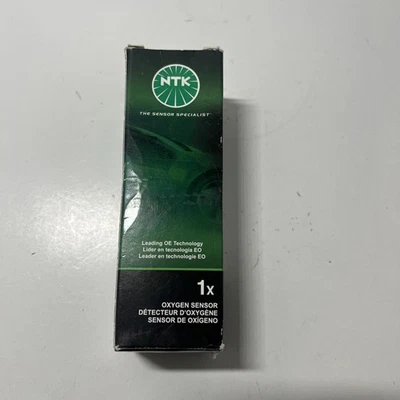 NTK
THE SENSOR SPECIALIST
Leading OE Technology
Líder en tecnología EO
Leader en technologie EO
1x
OXYGEN SENSOR
DÉTECTEUR D'OXYGÈNE
SENSOR DE OXÍGENO